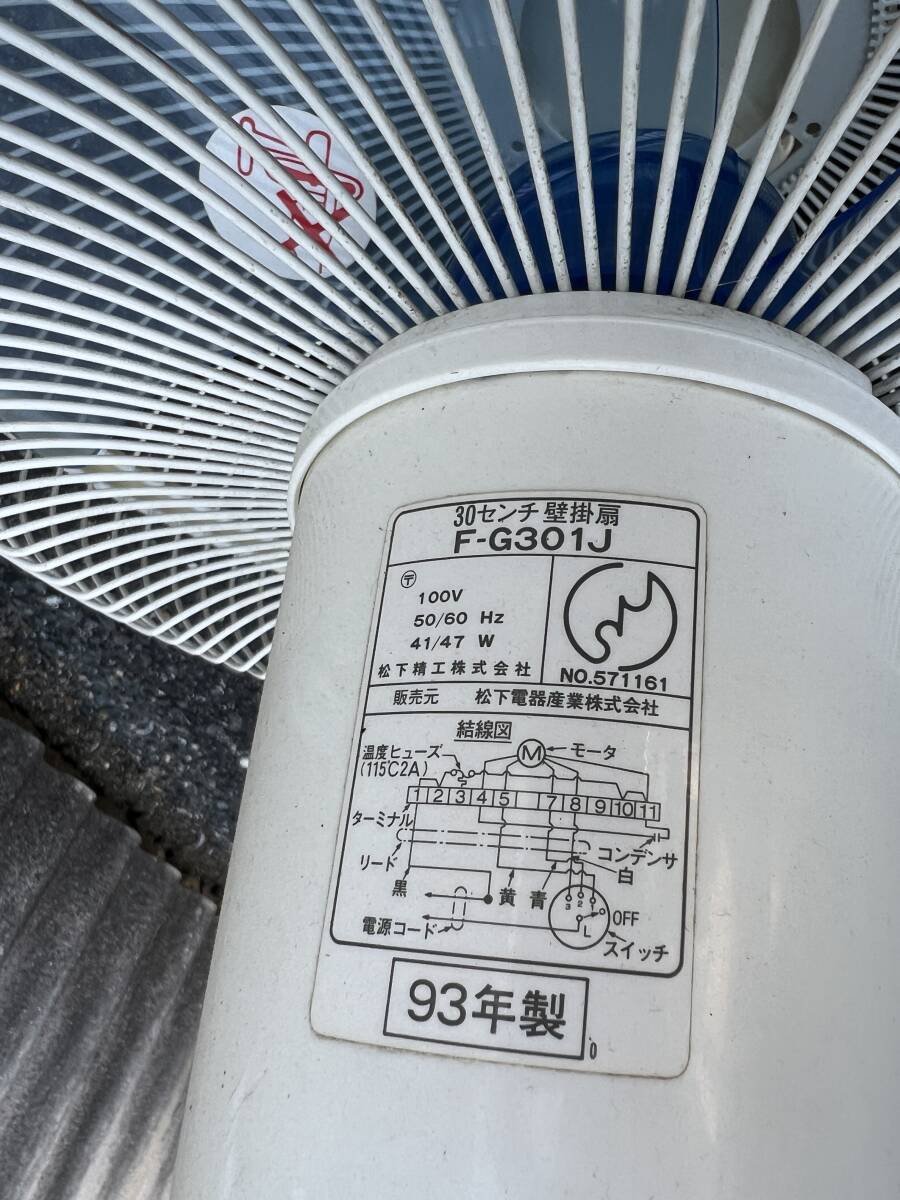 30センチ 壁掛扇
F-G301J
〒
100V
50/60 Hz
41/47 W
松下精工株式会社
NO.571161
販売元 松下電器産業株式会社
結線図
温度ヒューズ
(115℃2A)
M
モータ
1 2 3 4 5 7 8 9 10 11
ターミナル
コンデンサ
リード
白
黒
黄
青
3 2 1
OFF
L
電源コード
スイッチ
93年製
0